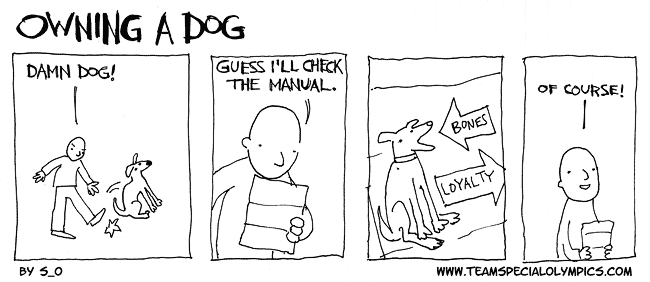 OWNING A DOG
DAMN DOG!
GUESS I'LL CHECK
THE MANUAL.
BONES
LOYALTY
OF COURSE!
BY S_O
WWW.TEAMSPECIALOLYMPICS.COM